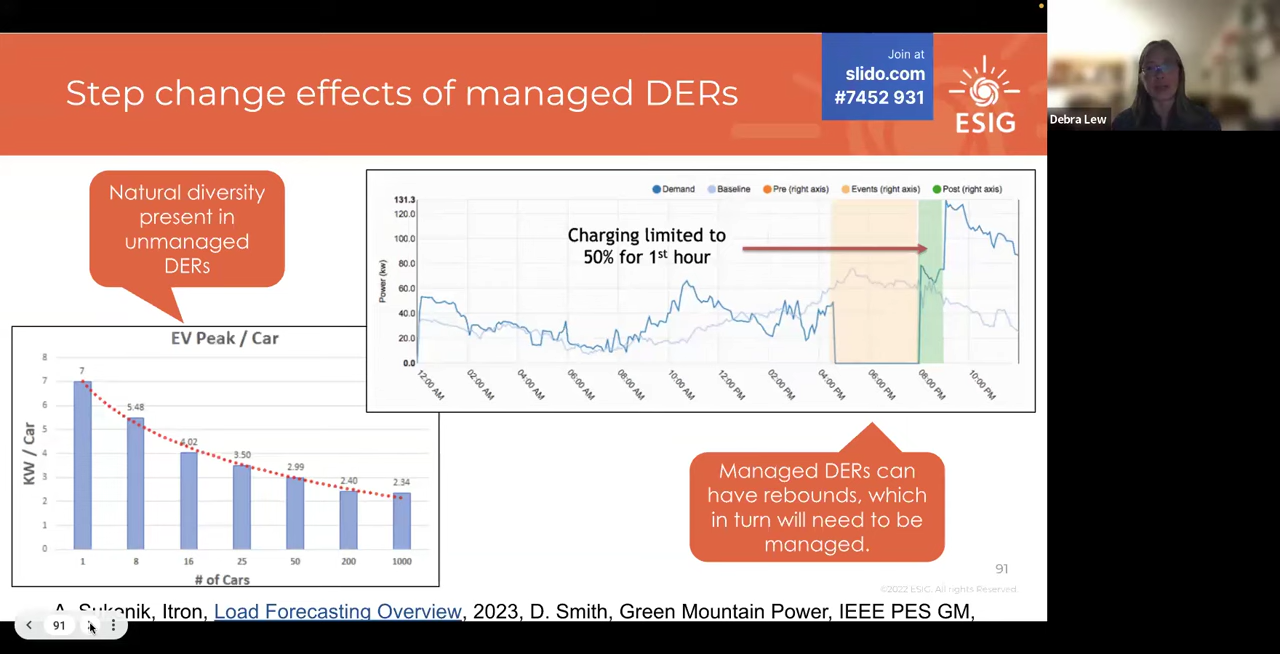 Step change effects of managed DERs
Join at
slido.com
#7452 931
ESIG
Debra Lew
Natural diversity
present in
unmanaged
DERs
Demand Baseline Pre (right axis) Events (right axis) Post (right axis)
131.3
120.0
100.0
80.0
60.0
40.0
20.0
0.0
Power (kw)
Charging limited to
50% for 1st hour
12:00 AM
02:00 AM
04:00 AM
06:00 AM
08:00 AM
10:00 AM
12:00 PM
02:00 PM
04:00 PM
06:00 PM
08:00 PM
10:00 PM
EV Peak / Car
8
7
6
5
4
3
2
1
0
KW / Car
7
5.48
4.02
3.50
2.99
2.40
2.34
1 8 16 25 50 200 1000
# of Cars
Managed DERs can
have rebounds, which
in turn will need to be
managed.
91
©2022 ESIG. All rights Reserved
A. Sukenik, Itron, Load Forecasting Overview, 2023, D. Smith, Green Mountain Power, IEEE PES GM,
91